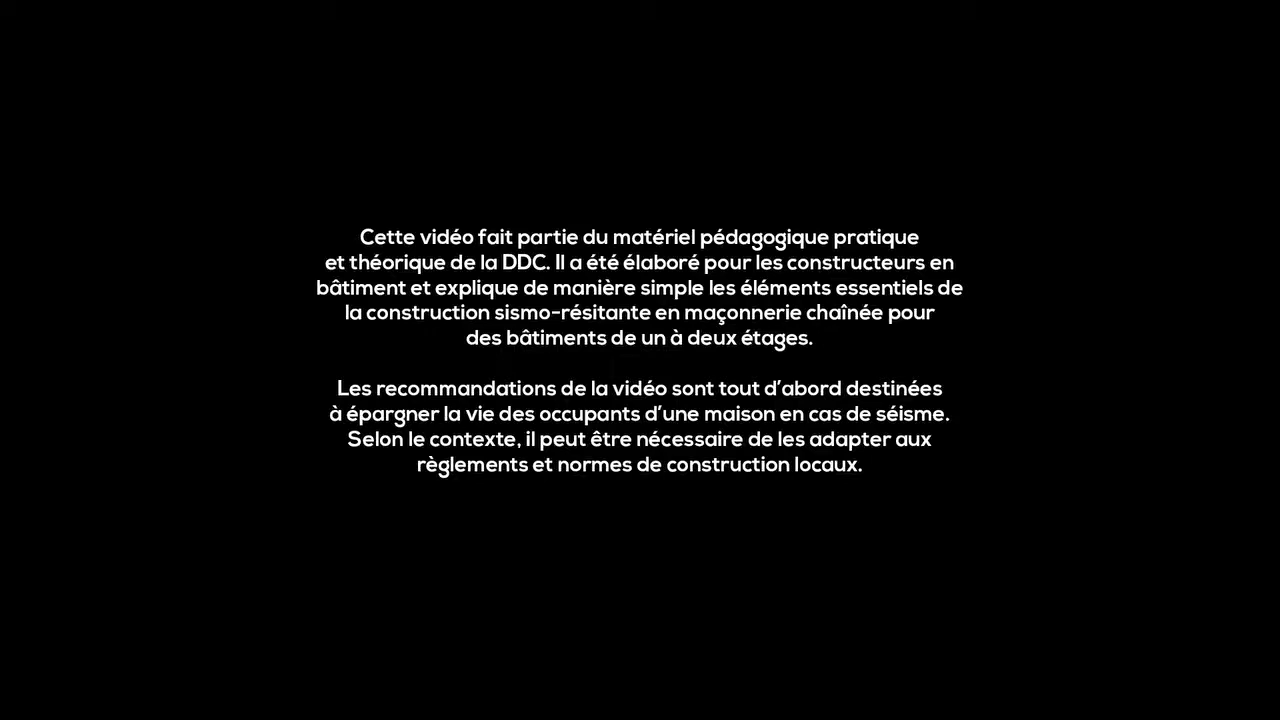 Cette vidéo fait partie du matériel pédagogique pratique
et théorique de la DDC. Il a été élaboré pour les constructeurs en
bâtiment et explique de manière simple les éléments essentiels de
la construction sismo-résitante en maçonnerie chaînée pour
des bâtiments de un à deux étages.
Les recommandations de la vidéo sont tout d'abord destinées
à épargner la vie des occupants d'une maison en cas de séisme.
Selon le contexte, il peut être nécessaire de les adapter aux
règlements et normes de construction locaux.